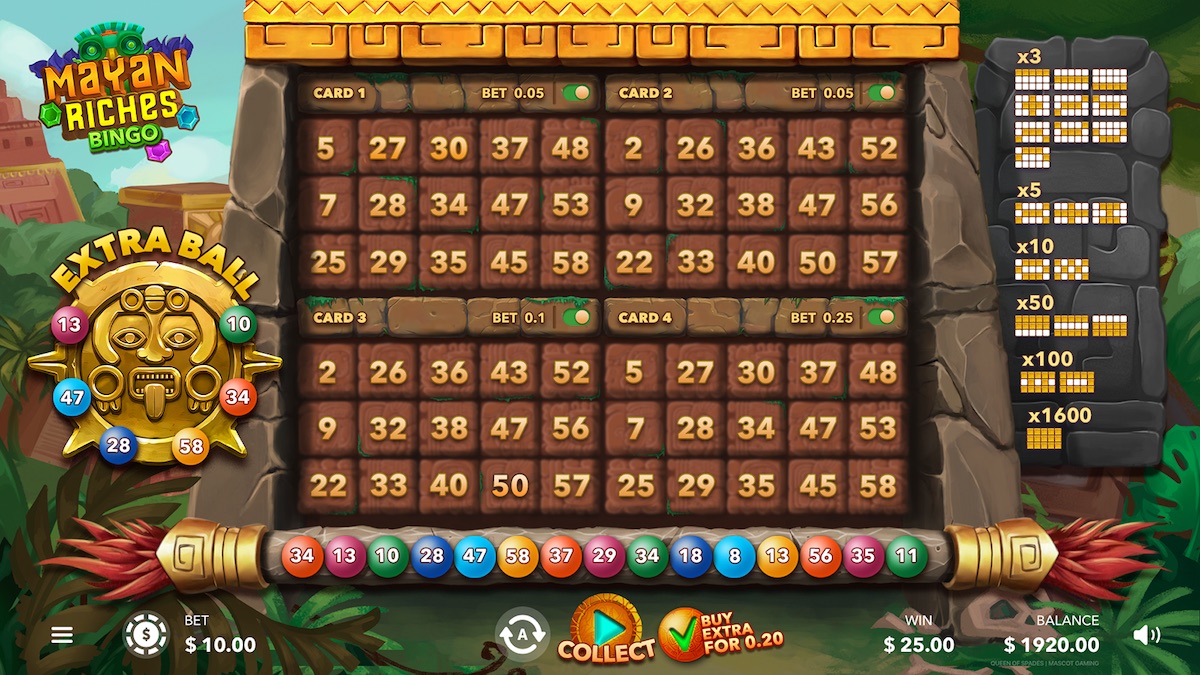 MAYAN
RICHES
BINGO
EXTRA BALL
13 10
47 34
28 58
CARD 1 BET 0.05
5 27 30 37 48
7 28 34 47 53
25 29 35 45 58
CARD 2 BET 0.05
2 26 36 43 52
9 32 38 47 56
22 33 40 50 57
CARD 3 BET 0.1
2 26 36 43 52
9 32 38 47 56
22 33 40 50 57
CARD 4 BET 0.25
5 27 30 37 48
7 28 34 47 53
25 29 35 45 58
x3
x5
x10
x50
x100
x1600
34 13 10 28 47 58 37 29 34 18 8 13 56 35 11
$
BET
$ 10.00
A
COLLECT
BUY
EXTRA
FOR 0.20
WIN
$ 25.00
BALANCE
$ 1920.00
QUEEN OF SPADES | MASCOT GAMING